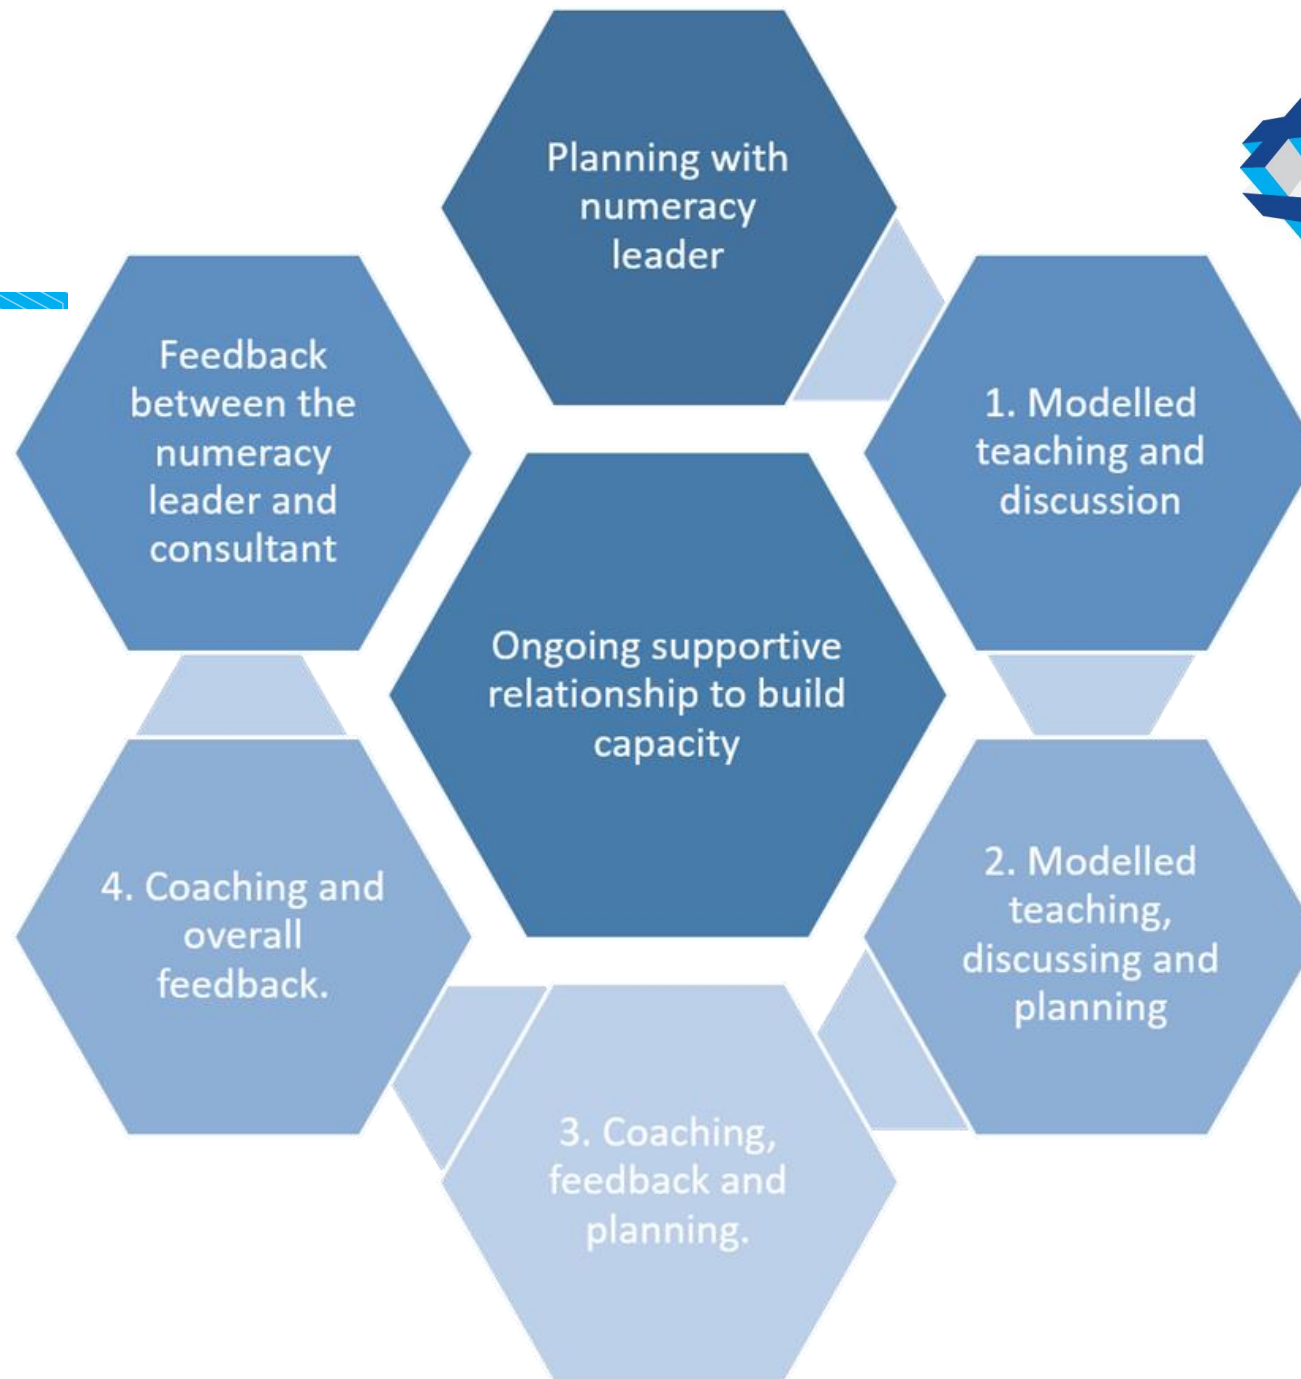 Planning with
numeracy
leader
1. Modelled
teaching and
discussion
2. Modelled
teaching,
discussing and
planning
3. Coaching,
feedback and
planning.
4. Coaching and
overall
feedback.
Feedback
between the
numeracy
leader and
consultant
Ongoing supportive
relationship to build
capacity